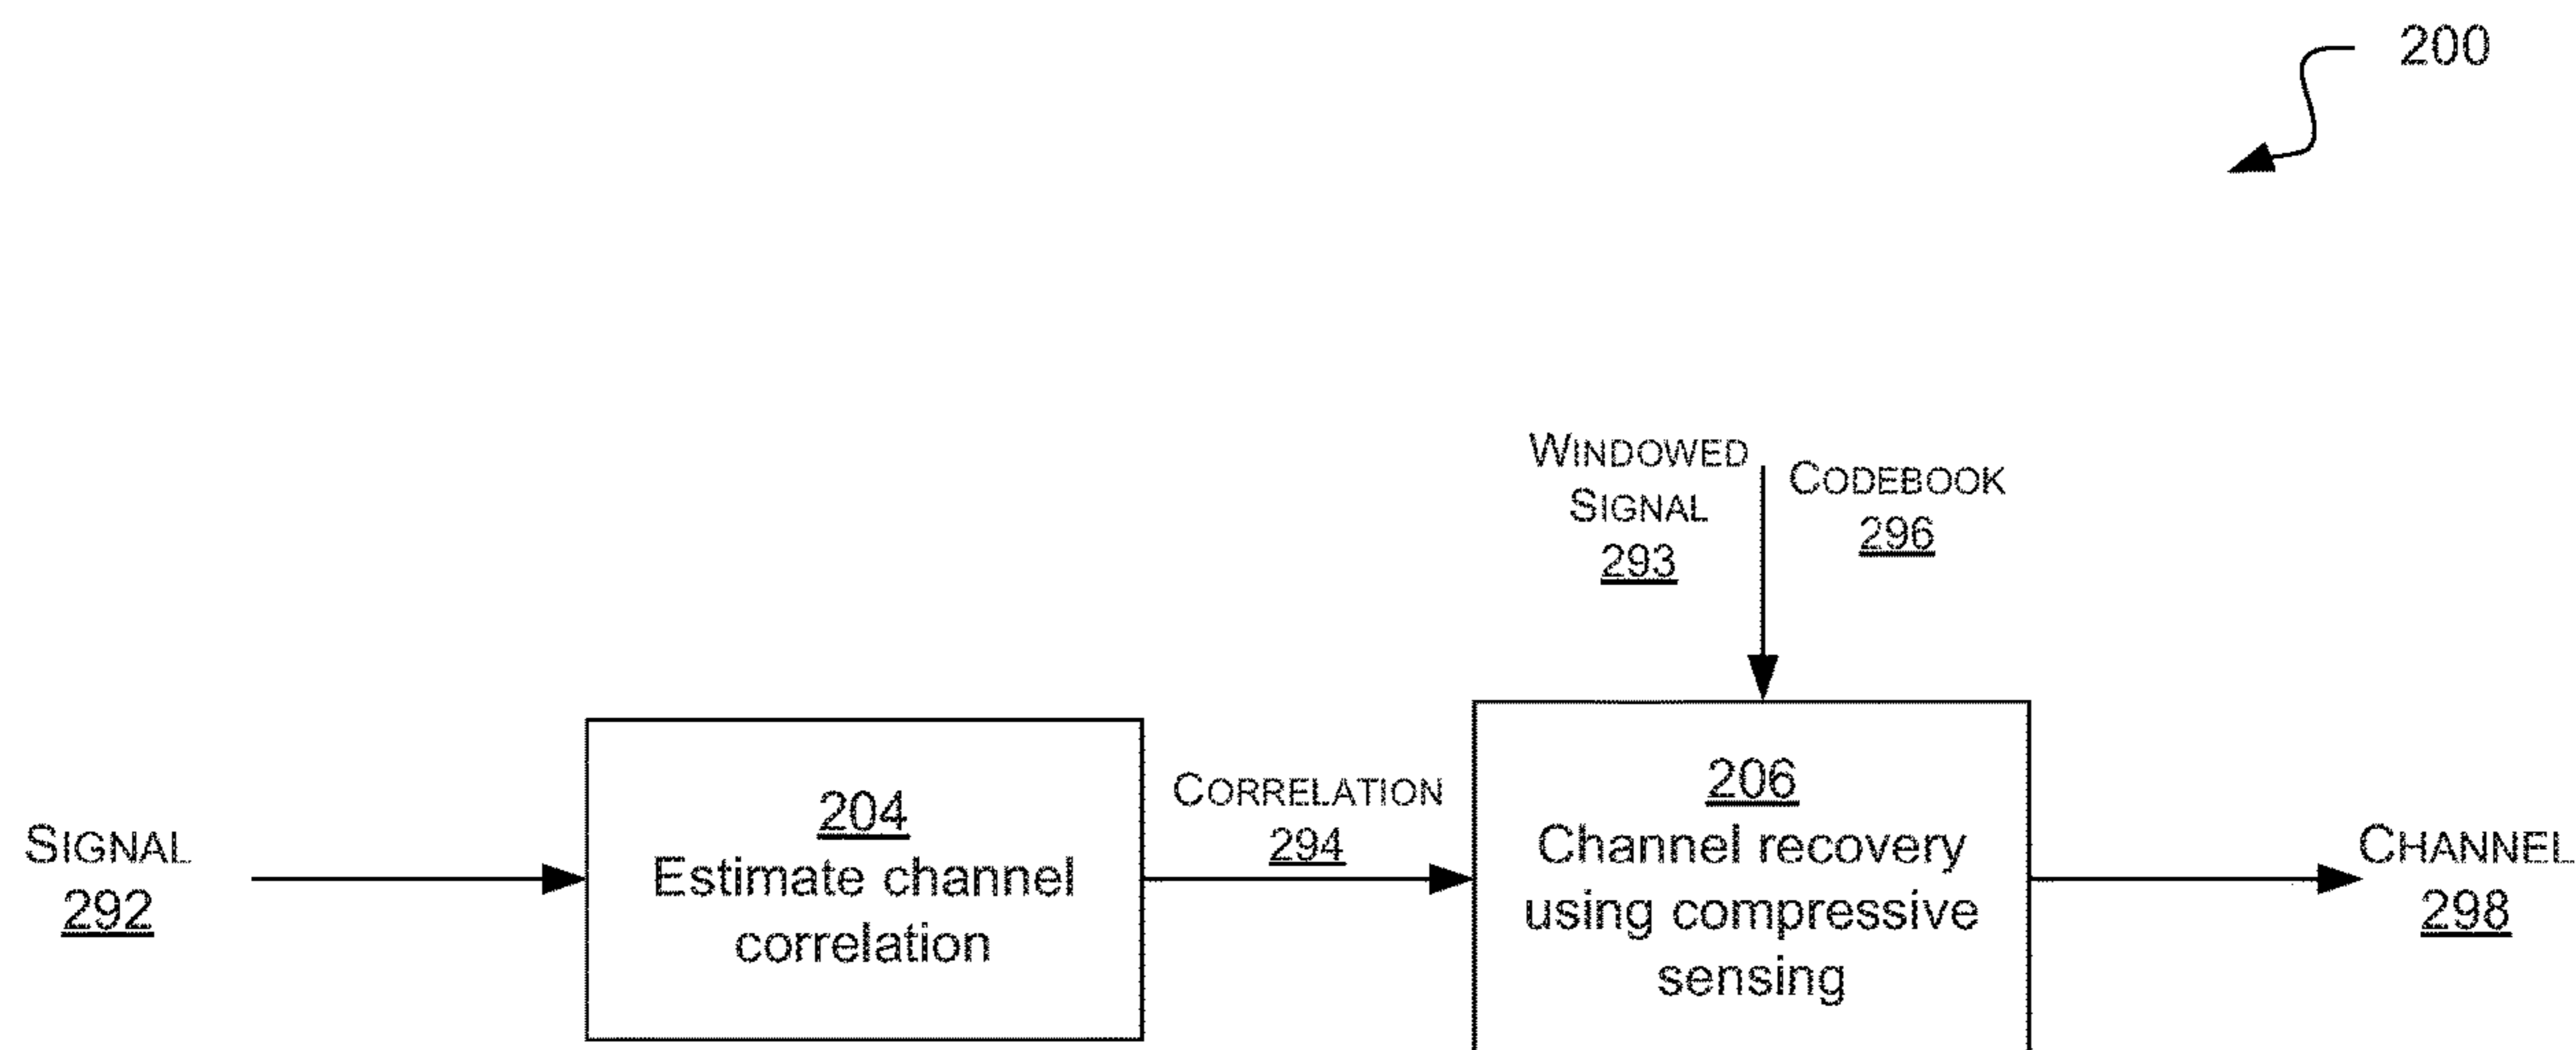 200
WINDOWED
SIGNAL
293
CODEBOOK
296
SIGNAL
292
204
Estimate channel
correlation
CORRELATION
294
206
Channel recovery
using compressive
sensing
CHANNEL
298